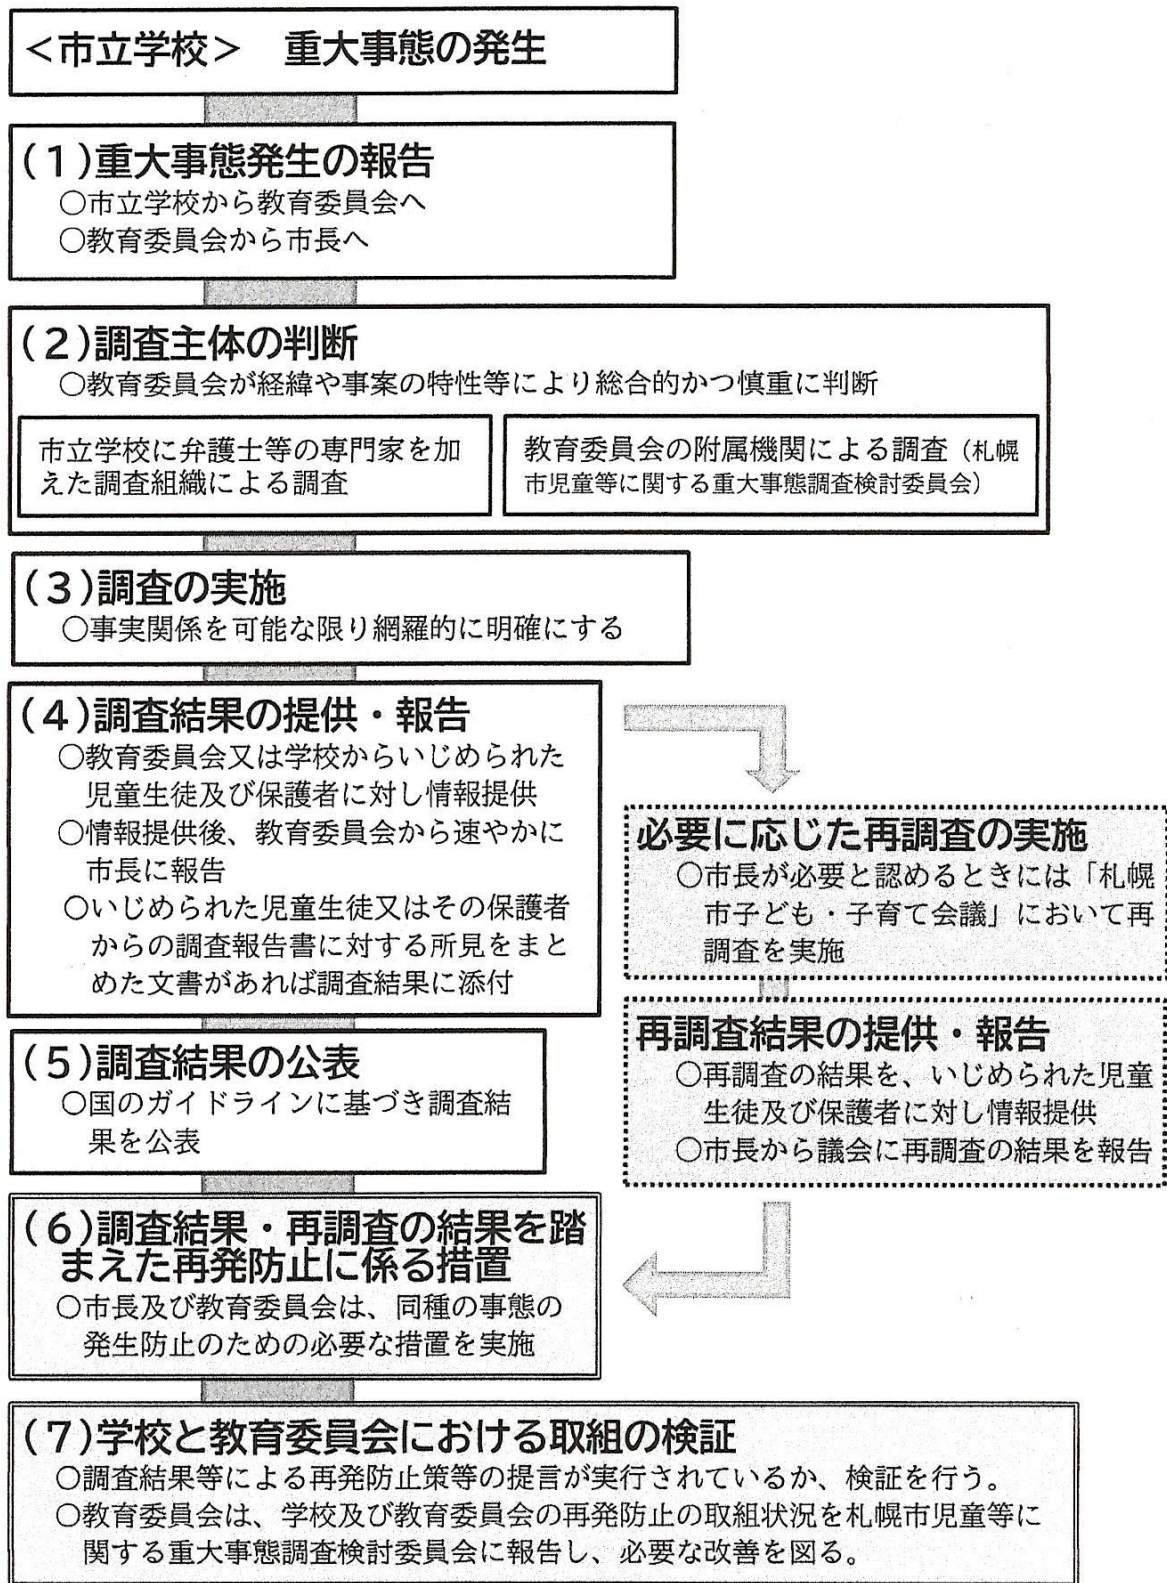 <市立学校>　重大事態の発生
(1)重大事態発生の報告
○市立学校から教育委員会へ
○教育委員会から市長へ
(2)調査主体の判断
○教育委員会が経緯や事案の特性等により総合的かつ慎重に判断
市立学校に弁護士等の専門家を加
えた調査組織による調査
教育委員会の附属機関による調査（札幌
市児童等に関する重大事態調査検討委員会）
(3)調査の実施
○事実関係を可能な限り網羅的に明確にする
(4)調査結果の提供・報告
○教育委員会又は学校からいじめられた
児童生徒及び保護者に対し情報提供
○情報提供後、教育委員会から速やかに
市長に報告
○いじめられた児童生徒又はその保護者
からの調査報告書に対する所見をまと
めた文書があれば調査結果に添付
必要に応じた再調査の実施
○市長が必要と認めるときには「札幌
市子ども・子育て会議」において再
調査を実施
再調査結果の提供・報告
○再調査の結果を、いじめられた児童
生徒及び保護者に対し情報提供
○市長から議会に再調査の結果を報告
(5)調査結果の公表
○国のガイドラインに基づき調査結
果を公表
(6)調査結果・再調査の結果を踏
まえた再発防止に係る措置
○市長及び教育委員会は、同種の事態の
発生防止のための必要な措置を実施
(7)学校と教育委員会における取組の検証
○調査結果等による再発防止策等の提言が実行されているか、検証を行う。
○教育委員会は、学校及び教育委員会の再発防止の取組状況を札幌市児童等に
関する重大事態調査検討委員会に報告し、必要な改善を図る。